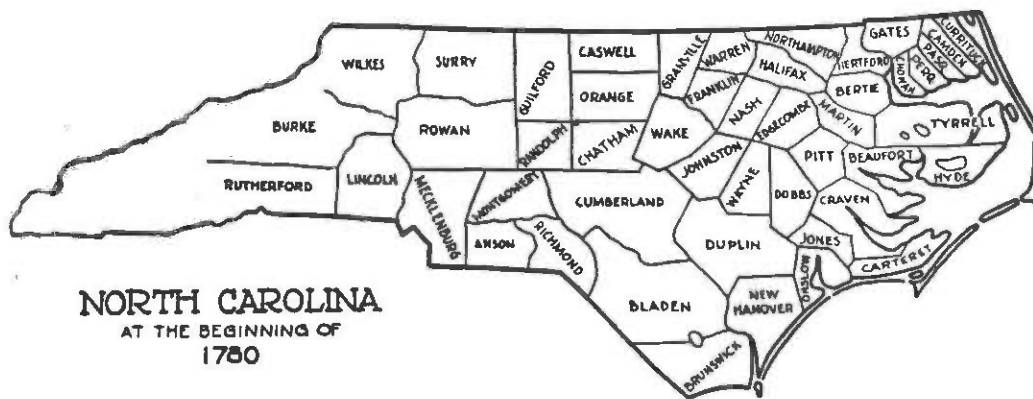 WILKES
SURRY
GUILFORD
CASWELL
GRANVILLE
WARREN
NORTHAMPTON
GATES
CURRITUCK
CAMDEN
PASQ
PERQ
CHOWAN
HERTFORD
HALIFAX
FRANKLIN
BERTIE
ORANGE
NASH
EDGECOMBE
MARTIN
TYRRELL
BURKE
ROWAN
RANDOLPH
CHATHAM
WAKE
JOHNSTON
PITT
BEAUFORT
HYDE
RUTHERFORD
LINCOLN
MECKLENBURG
MONTGOMERY
CUMBERLAND
WAYNE
DOBBS
CRAVEN
ANSON
RICHMOND
DUPLIN
JONES
CARTERET
ONSLOW
BLADEN
NEW
HANOVER
BRUNSWICK
NORTH CAROLINA
AT THE BEGINNING OF
1780